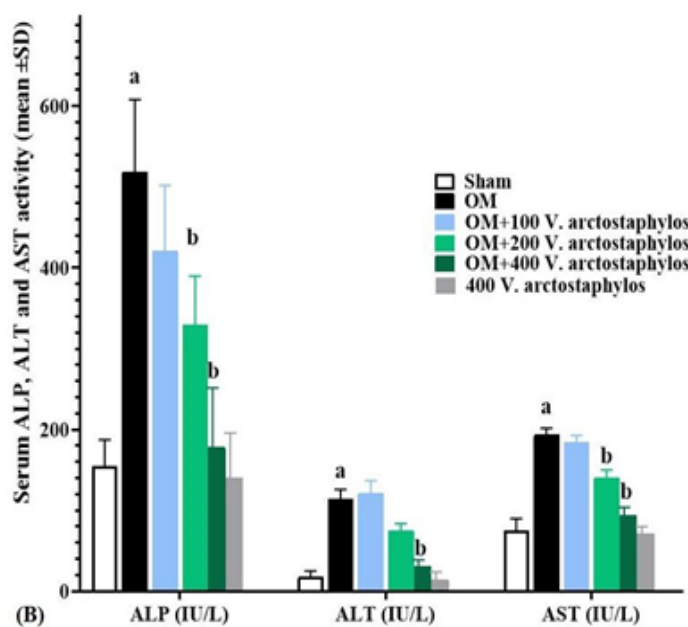 Serum ALP, ALT and AST activity (mean ±SD)
600
400
200
0
a
b
b
a
b
a
b
b
Sham
OM
OM+100 V. arctostaphylos
OM+200 V. arctostaphylos
OM+400 V. arctostaphylos
400 V. arctostaphylos
(B)
ALP (IU/L)
ALT (IU/L)
AST (IU/L)